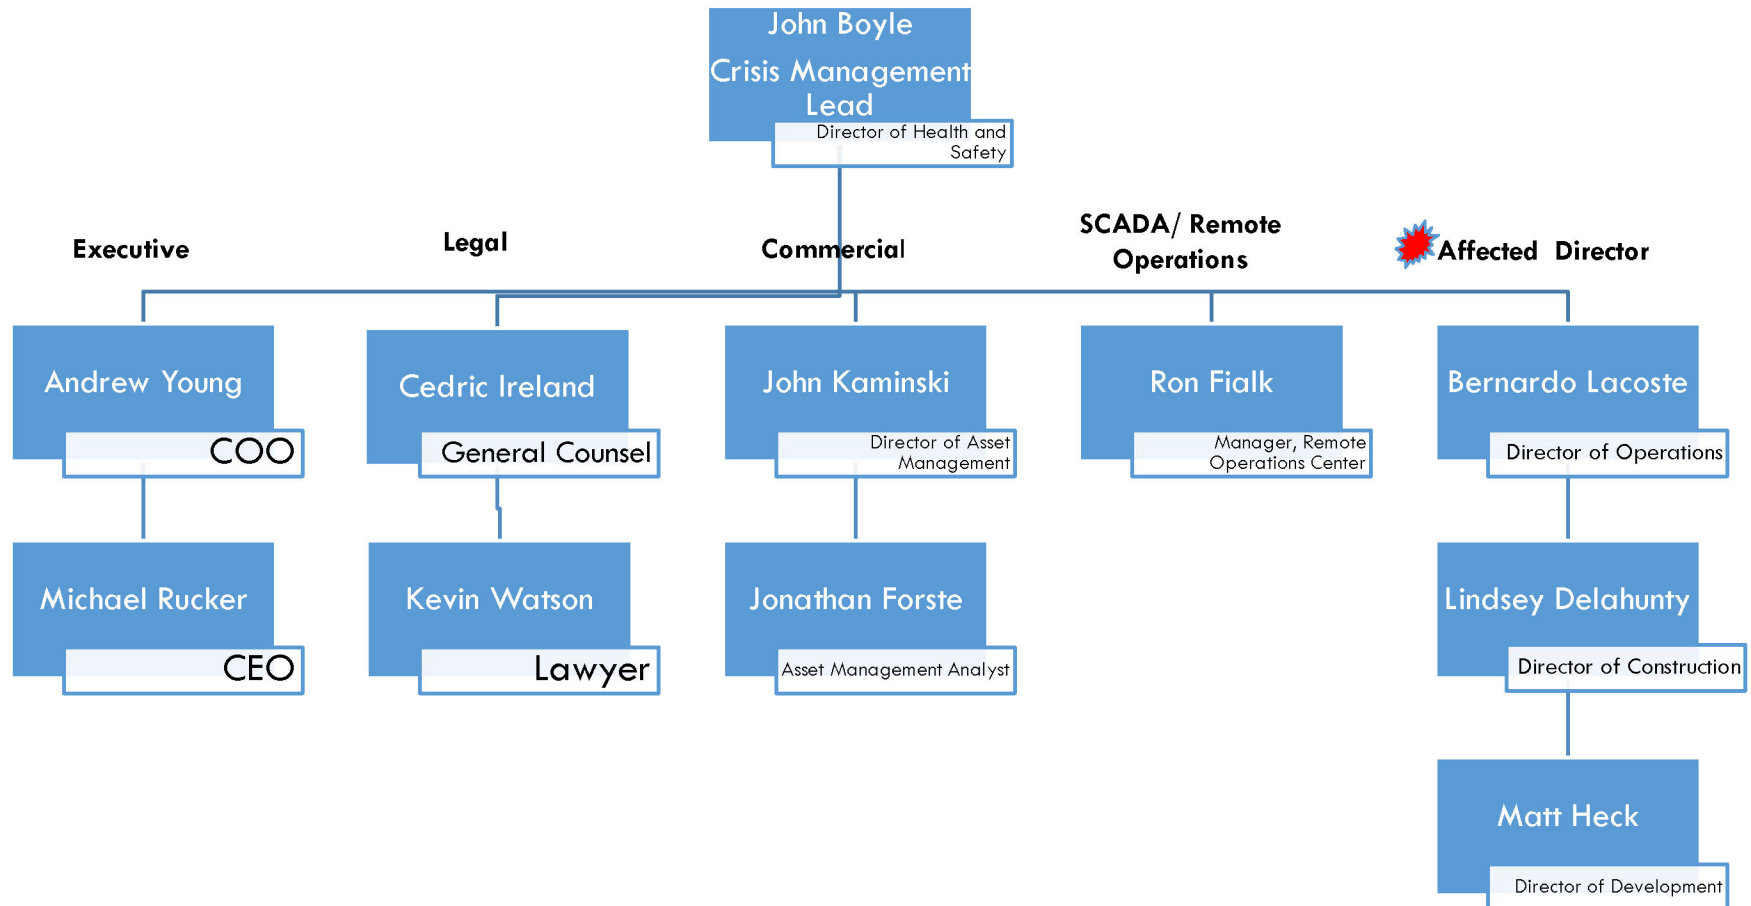 John Boyle
Crisis Management
Lead
Director of Health and
Safety
Executive
Legal
Commercial
SCADA/ Remote
Operations
Affected Director
Andrew Young
COO
Cedric Ireland
General Counsel
John Kaminski
Director of Asset
Management
Ron Fialk
Manager, Remote
Operations Center
Bernardo Lacoste
Director of Operations
Michael Rucker
CEO
Kevin Watson
Lawyer
Jonathan Forste
Asset Management Analyst
Lindsey Delahunty
Director of Construction
Matt Heck
Director of Development